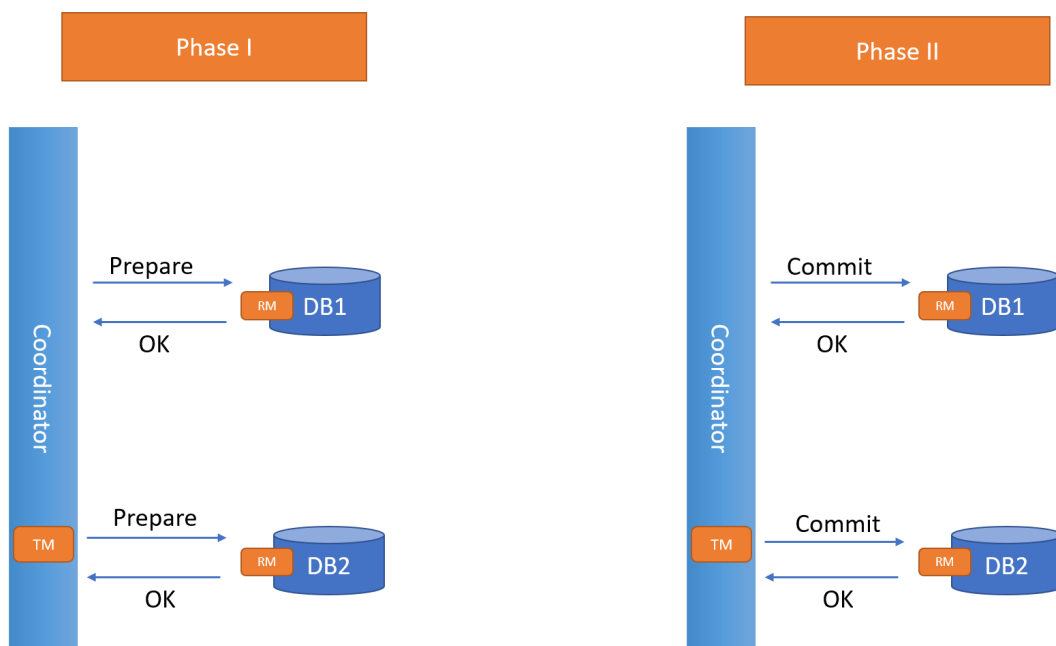 Phase I
Phase II
Prepare
RM
DB1
OK
Coordinator
Prepare
TM
RM
DB2
OK
Commit
RM
DB1
OK
Coordinator
Commit
TM
RM
DB2
OK